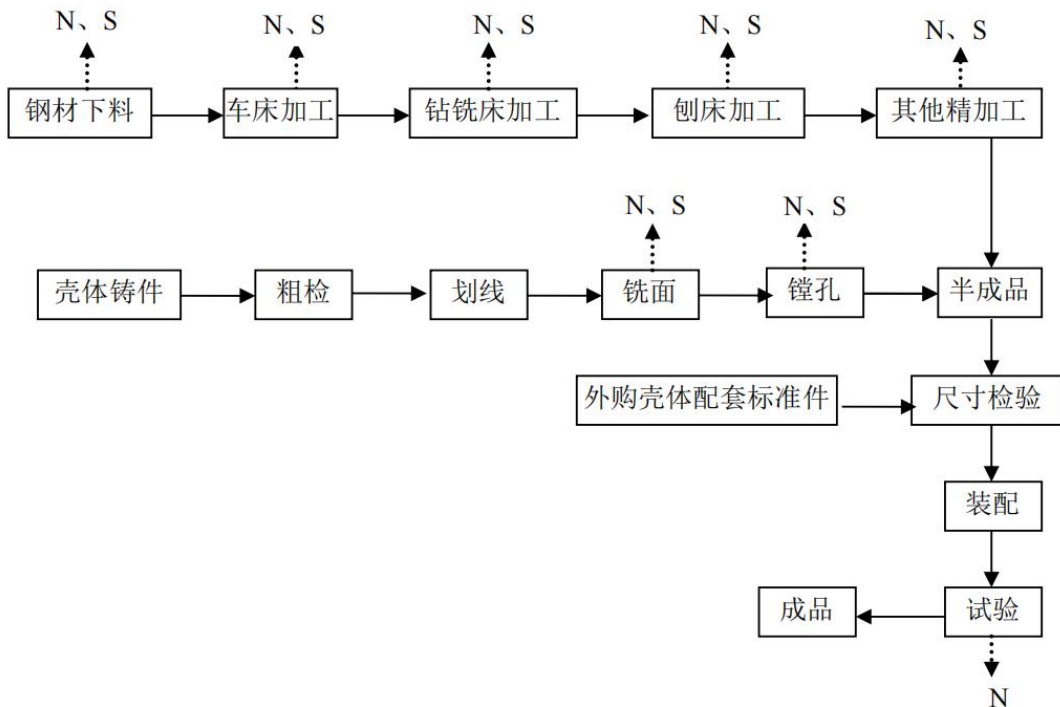 N、S N、S N、S N、S N、S
钢材下料 车床加工 钻铣床加工 刨床加工 其他精加工
N、S N、S
壳体铸件 粗检 划线 铣面 镗孔 半成品
外购壳体配套标准件 尺寸检验
装配
成品 试验
N